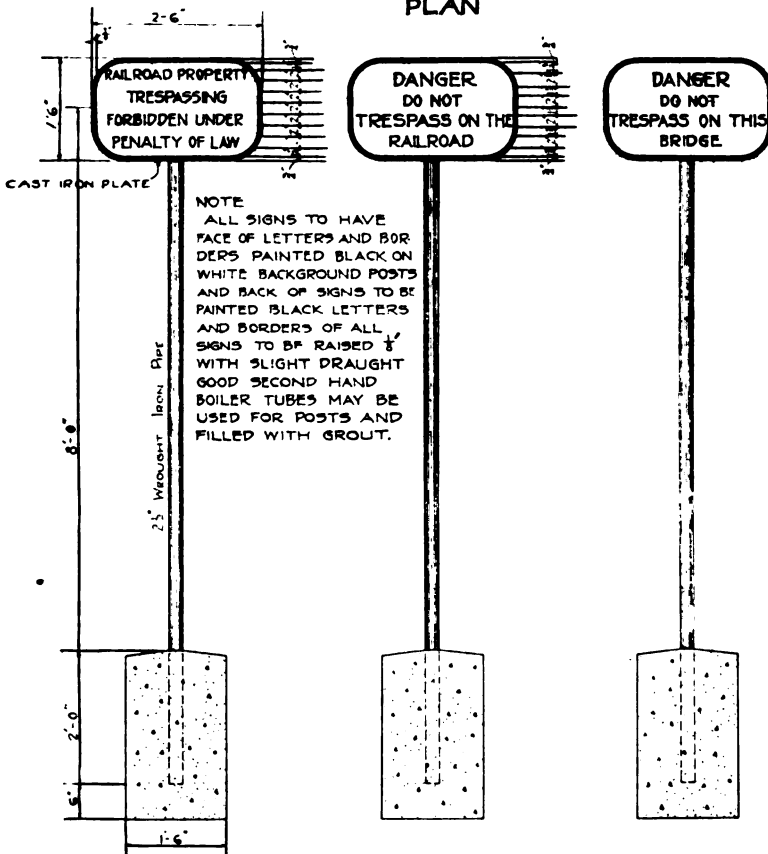 PLAN
2'-6"
1'6"
RAILROAD PROPERTY
TRESPASSING
FORBIDDEN UNDER
PENALTY OF LAW
DANGER
DO NOT
TRESPASS ON THE
RAILROAD
DANGER
DO NOT
TRESPASS ON THIS
BRIDGE
CAST IRON PLATE
NOTE
ALL SIGNS TO HAVE
FACE OF LETTERS AND BOR
DERS PAINTED BLACK ON
WHITE BACKGROUND POSTS
AND BACK OF SIGNS TO BE
PAINTED BLACK LETTERS
AND BORDERS OF ALL
SIGNS TO BE RAISED 1/8"
WITH SLIGHT DRAUGHT
GOOD SECOND HAND
BOILER TUBES MAY BE
USED FOR POSTS AND
FILLED WITH GROUT.
2½" WROUGHT IRON PIPE
8'-0"
2'-0"
6"
1'-6"